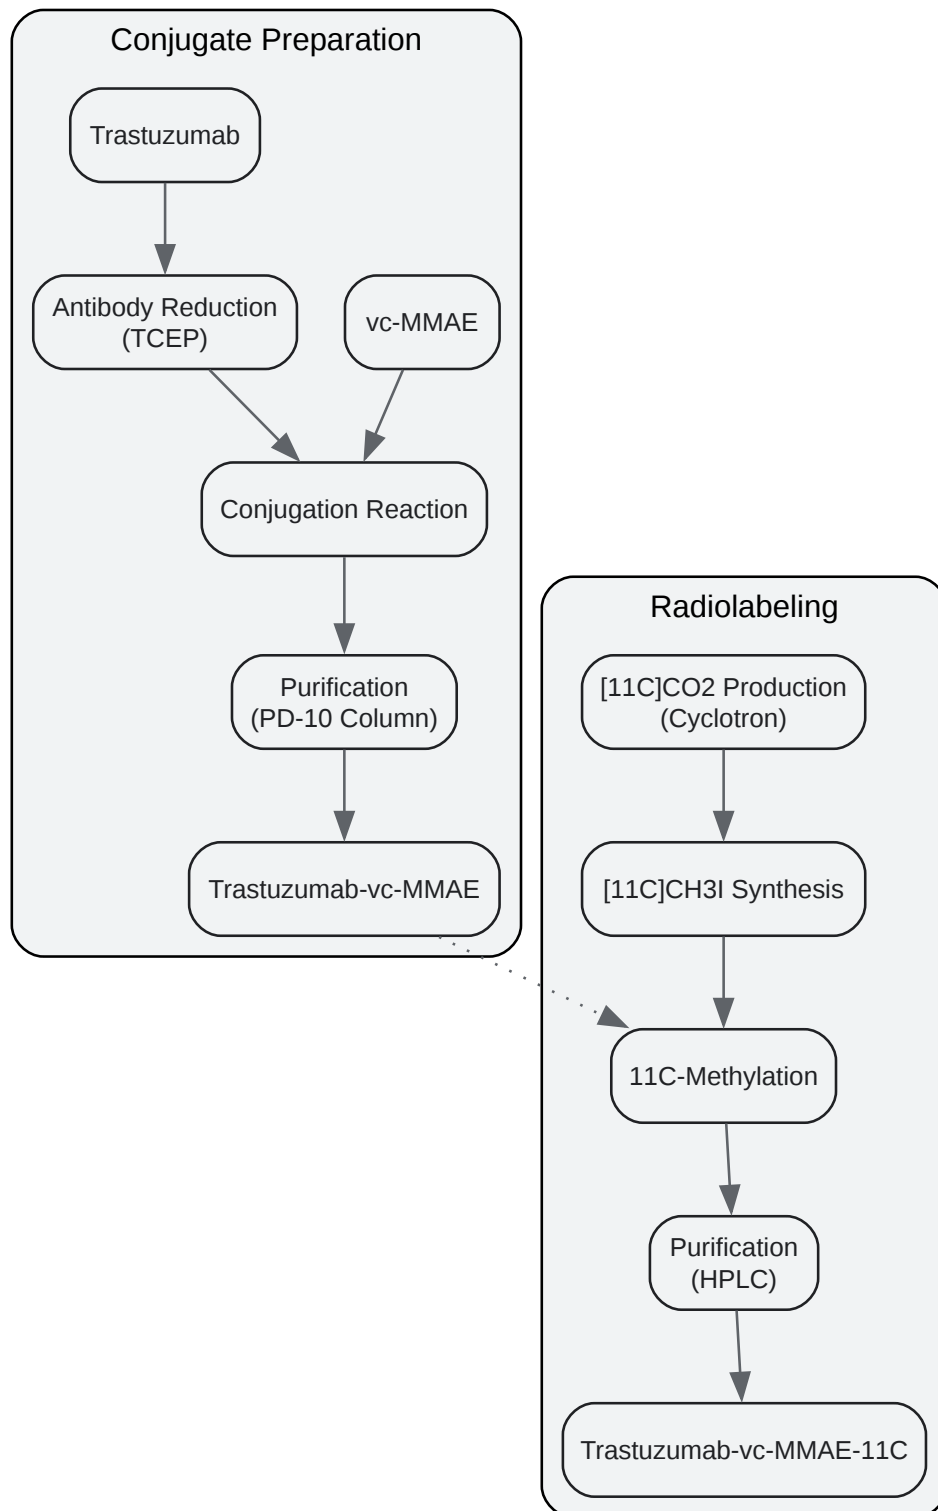 Conjugate Preparation
Trastuzumab
Antibody Reduction
(TCEP)
vc-MMAE
Conjugation Reaction
Purification
(PD-10 Column)
Trastuzumab-vc-MMAE
Radiolabeling
[11C]CO2 Production
(Cyclotron)
[11C]CH3I Synthesis
11C-Methylation
Purification
(HPLC)
Trastuzumab-vc-MMAE-11C